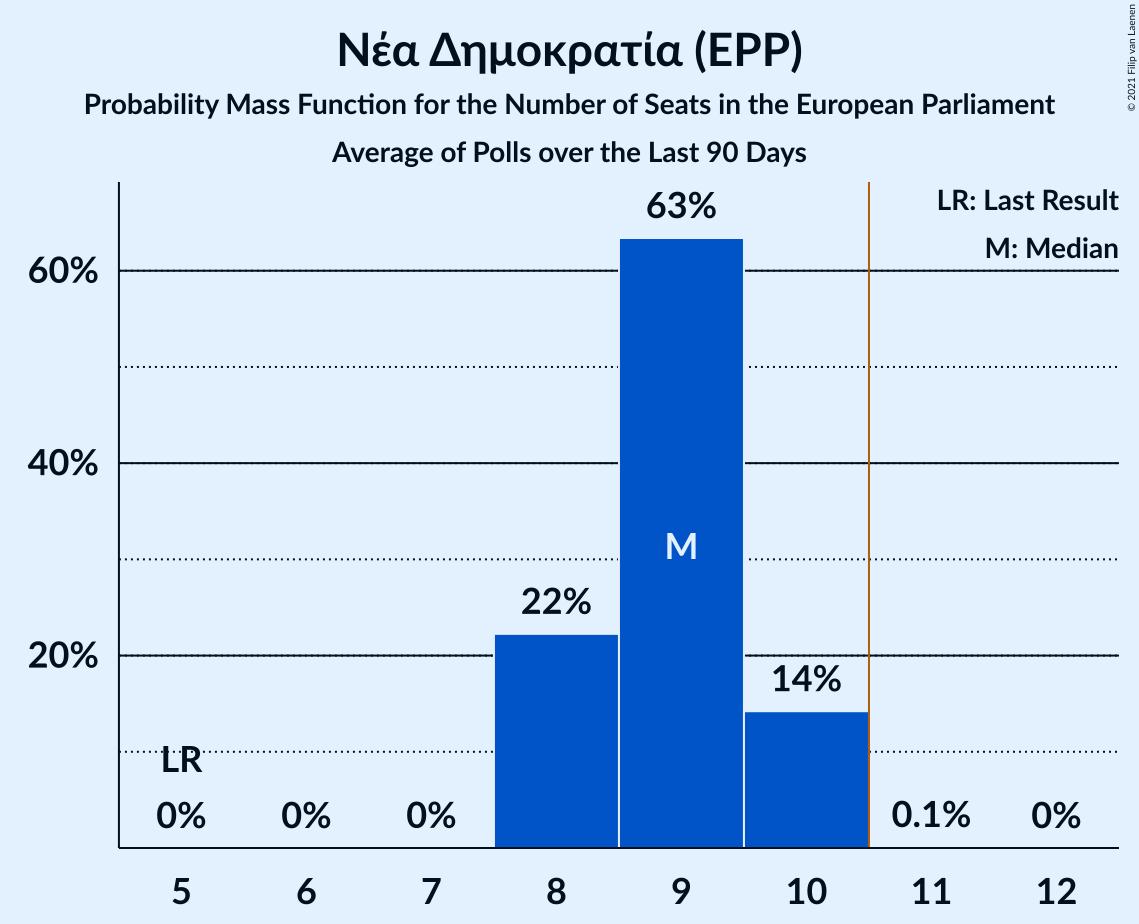 Νέα Δημοκρατία (EPP)
Probability Mass Function for the Number of Seats in the European Parliament
Average of Polls over the Last 90 Days
© 2021 Filip van Laenen
LR: Last Result
M: Median
63%
60%
40%
M
22%
20%
14%
LR
0% 0% 0% 0.1% 0%
5 6 7 8 9 10 11 12